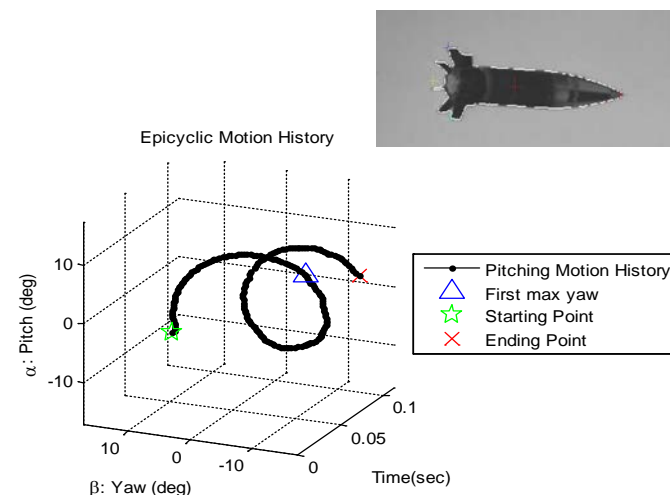 Epicyclic Motion History
α: Pitch (deg)
10
0
-10
10
0
-10
β: Yaw (deg)
0
0.05
0.1
Time(sec)
Pitching Motion History
First max yaw
Starting Point
Ending Point